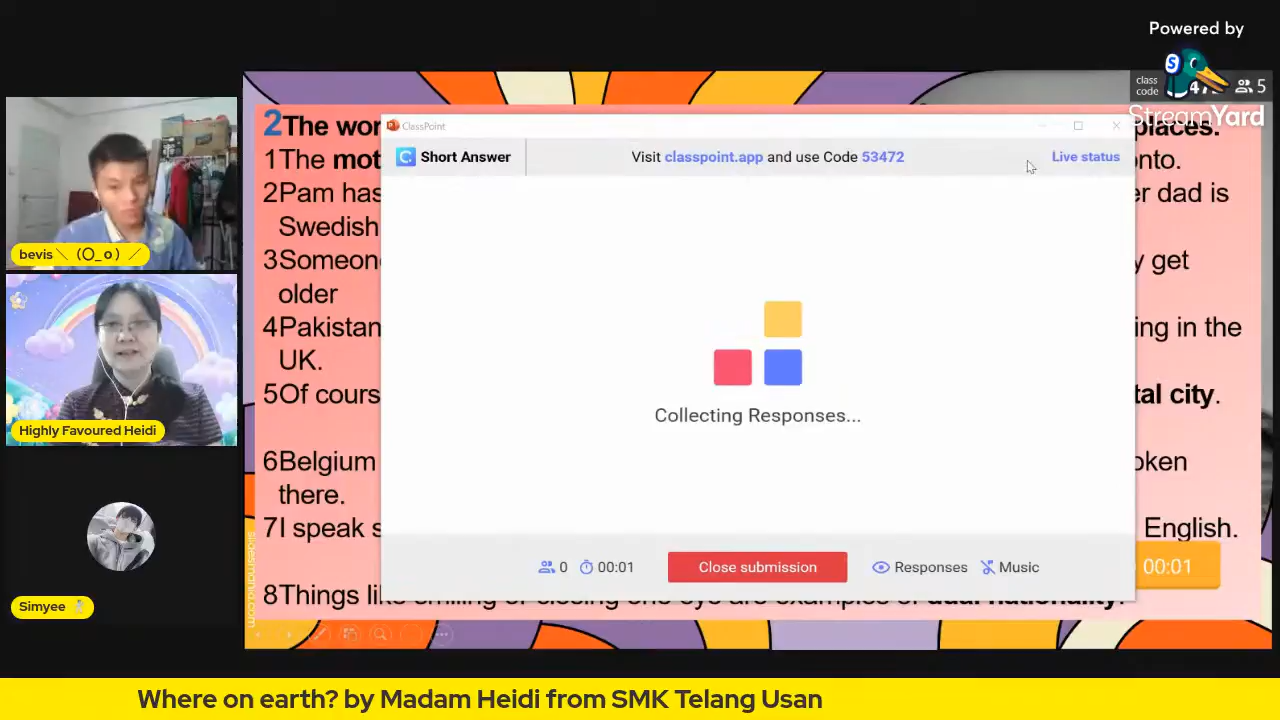 Powered by
StreamYard
class
code
5
2The wor
places.
1The mot
onto.
2Pam has
er dad is
Swedish
3Someone
y get
older
4Pakistan
ing in the
UK.
5Of cours
tal city.
6Belgium
oken
there.
7I speak s
English.
8Things like smiling or closing one eye are examples of dual nationality.
slidesmania.com
00:01
ClassPoint
Short Answer
Visit classpoint.app and use Code 53472
Live status
Collecting Responses...
0 00:01 Close submission Responses Music
bevis＼（〇_ｏ）／
Highly Favoured Heidi
Simyee
Where on earth? by Madam Heidi from SMK Telang Usan